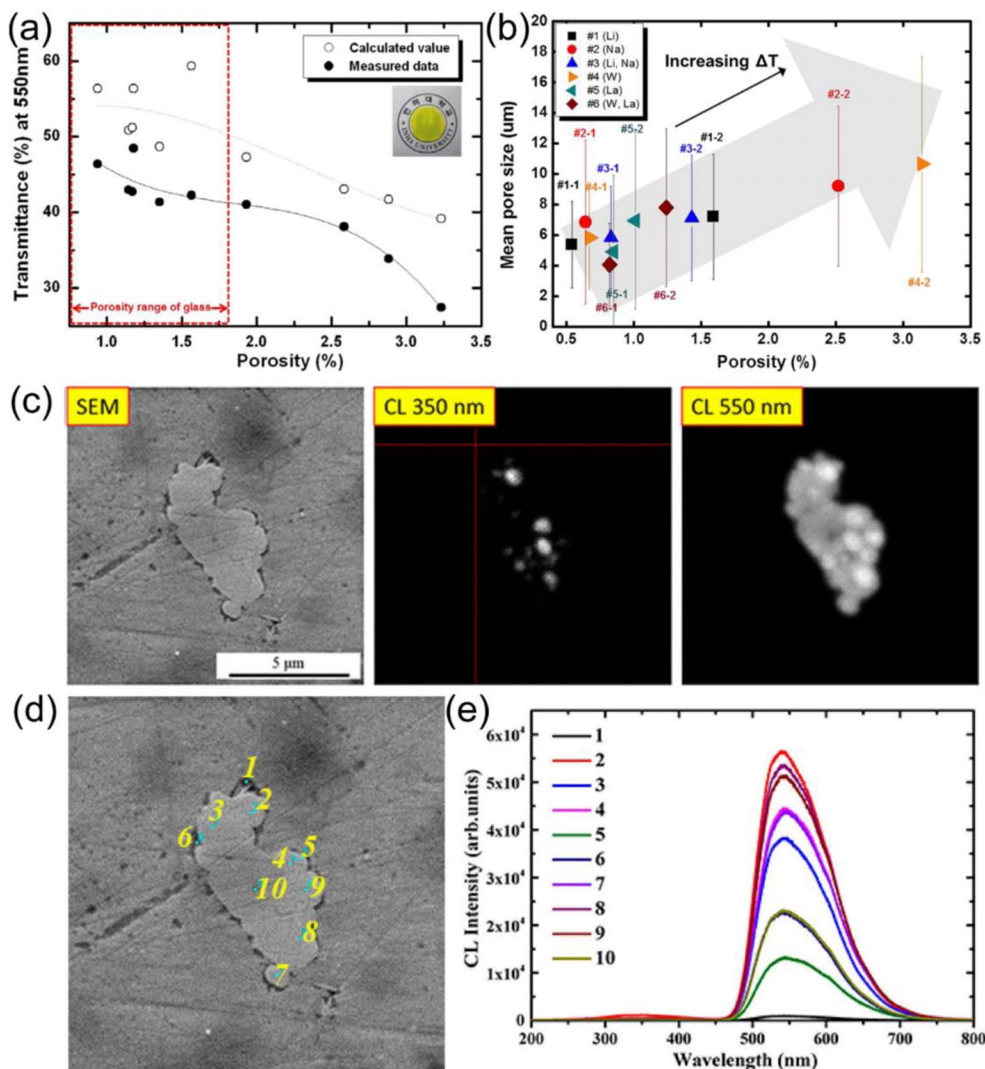 (a)
Transmittance (%) at 550nm
60
50
40
30
Calculated value
Measured data
INHA UNIVERSITY
Porosity range of glass
1.0 1.5 2.0 2.5 3.0 3.5
Porosity (%)
(b)
Mean pore size (um)
20
18
16
14
12
10
8
6
4
2
0
#1 (Li)
#2 (Na)
#3 (Li, Na)
#4 (W)
#5 (La)
#6 (W, La)
Increasing ΔT
#2-1
#5-2
#3-1
#1-1
#4-1
#3-2
#1-2
#2-2
#5-1
#6-1
#6-2
#4-2
0.5 1.0 1.5 2.0 2.5 3.0
Porosity (%)
(c)
SEM
5 μm
CL 350 nm
CL 550 nm
(d)
1
2
3
6
5
4
10
9
8
7
(e)
CL Intensity (arb.units)
6x10⁴
5x10⁴
4x10⁴
3x10⁴
2x10⁴
1x10⁴
0
1
2
3
4
5
6
7
8
9
10
200 300 400 500 600 700 800
Wavelength (nm)